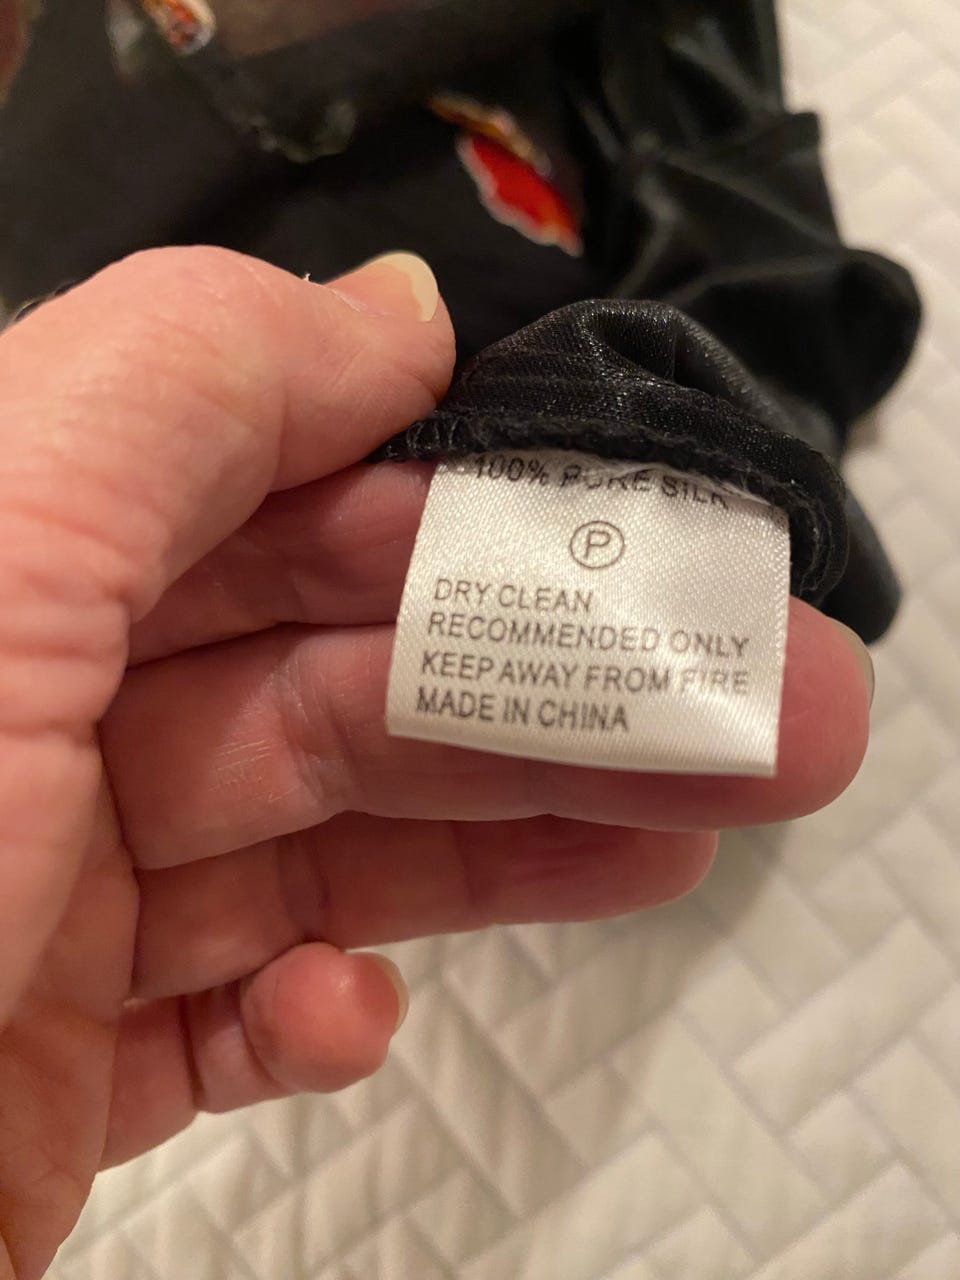 100% PURE SILK
P
DRY CLEAN
RECOMMENDED ONLY
KEEP AWAY FROM FIRE
MADE IN CHINA